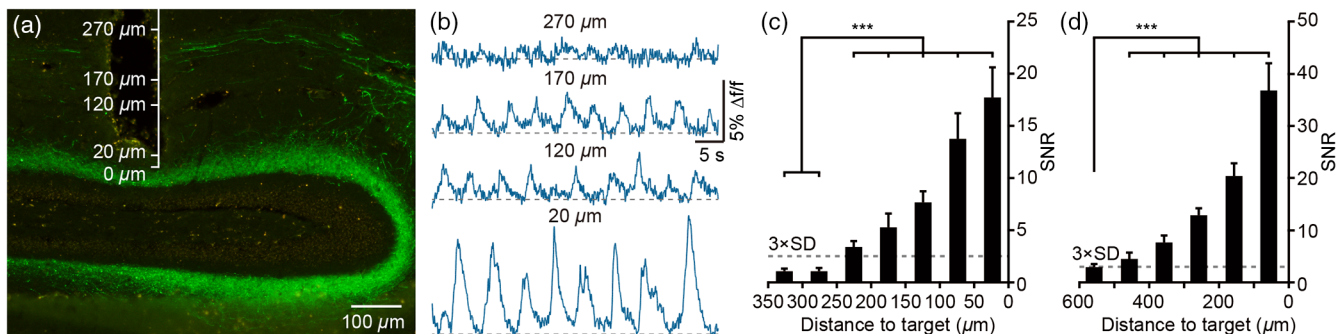 (a)
270 µm
170 µm
120 µm
20 µm
0 µm
100 µm
(b)
270 µm
170 µm
120 µm
20 µm
5% Δf/f
5 s
(c)
***
3×SD
25
20
15
10
5
0
SNR
350 300 250 200 150 100 50 0
Distance to target (µm)
(d)
***
3×SD
50
40
30
20
10
0
SNR
600 400 200 0
Distance to target (µm)